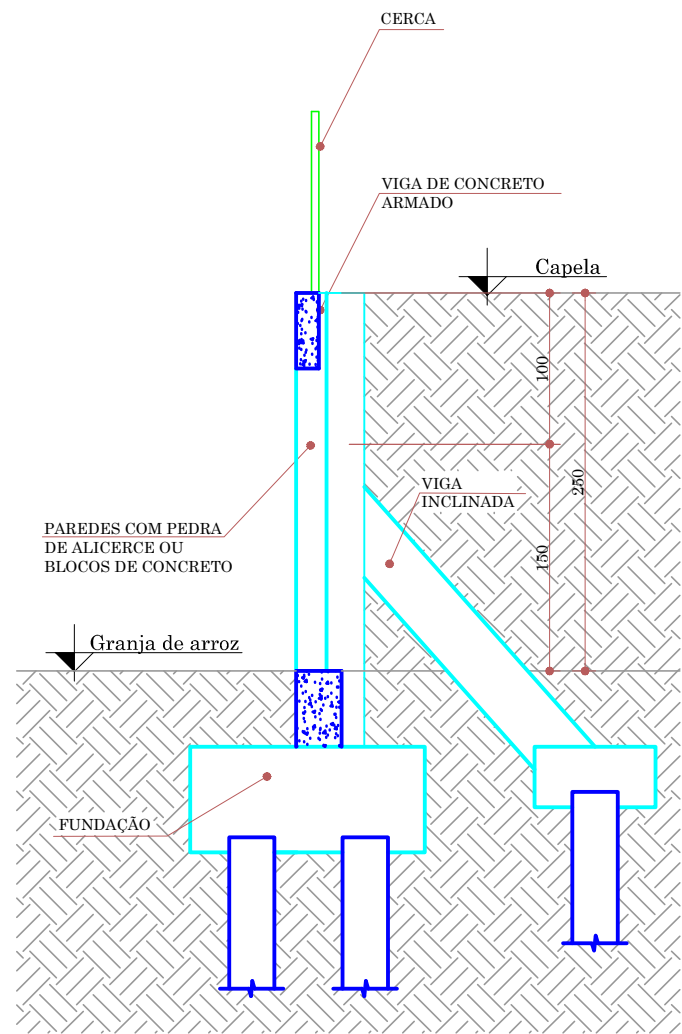 CERCA
VIGA DE CONCRETO
ARMADO
Capela
100
250
VIGA
INCLINADA
PAREDES COM PEDRA
DE ALICERCE OU
BLOCOS DE CONCRETO
150
Granja de arroz
FUNDAÇÃO